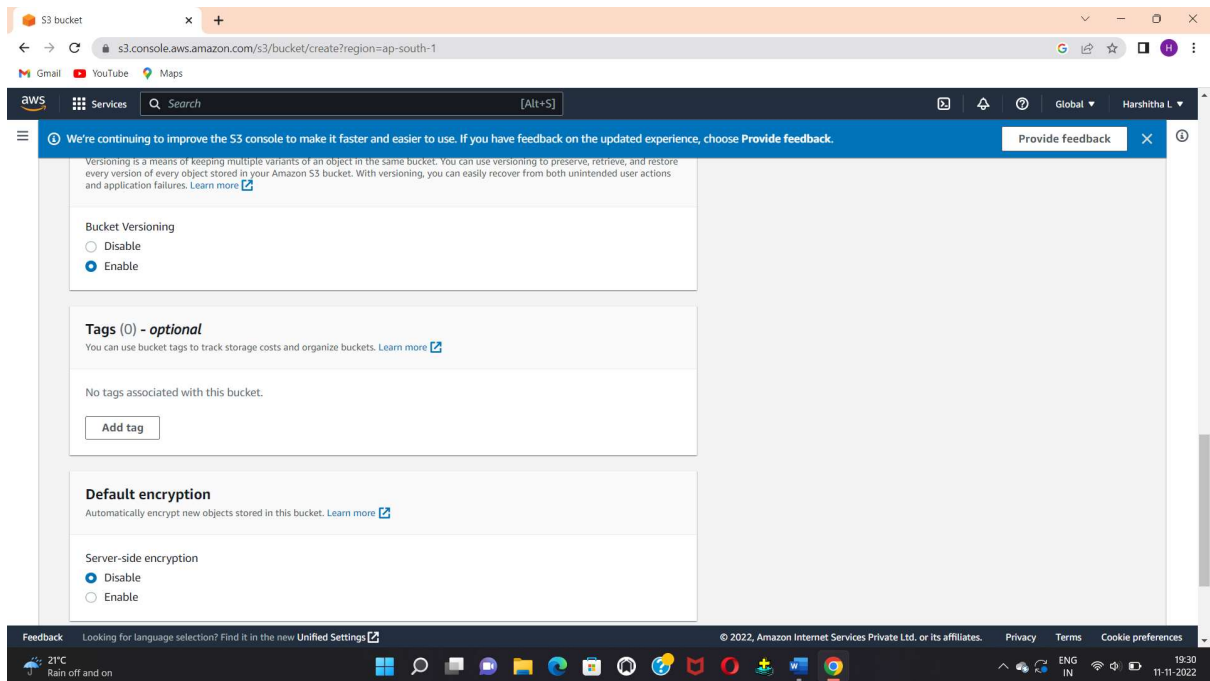 S3 bucket
s3.console.aws.amazon.com/s3/bucket/create?region=ap-south-1
G
H
Gmail
YouTube
Maps
aws
Services
Search
[Alt+S]
Global
Harshitha L
We're continuing to improve the S3 console to make it faster and easier to use. If you have feedback on the updated experience, choose Provide feedback.
Provide feedback
Versioning is a means of keeping multiple variants of an object in the same bucket. You can use versioning to preserve, retrieve, and restore
every version of every object stored in your Amazon S3 bucket. With versioning, you can easily recover from both unintended user actions
and application failures. Learn more
Bucket Versioning
Disable
Enable
Tags (0) - optional
You can use bucket tags to track storage costs and organize buckets. Learn more
No tags associated with this bucket.
Add tag
Default encryption
Automatically encrypt new objects stored in this bucket. Learn more
Server-side encryption
Disable
Enable
Feedback
Looking for language selection? Find it in the new Unified Settings
© 2022, Amazon Internet Services Private Ltd. or its affiliates.
Privacy
Terms
Cookie preferences
21°C
Rain off and on
ENG
IN
19:30
11-11-2022